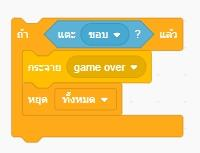 ถ้า แตะ ขอบ ? แล้ว
กระจาย game over
หยุด ทั้งหมด